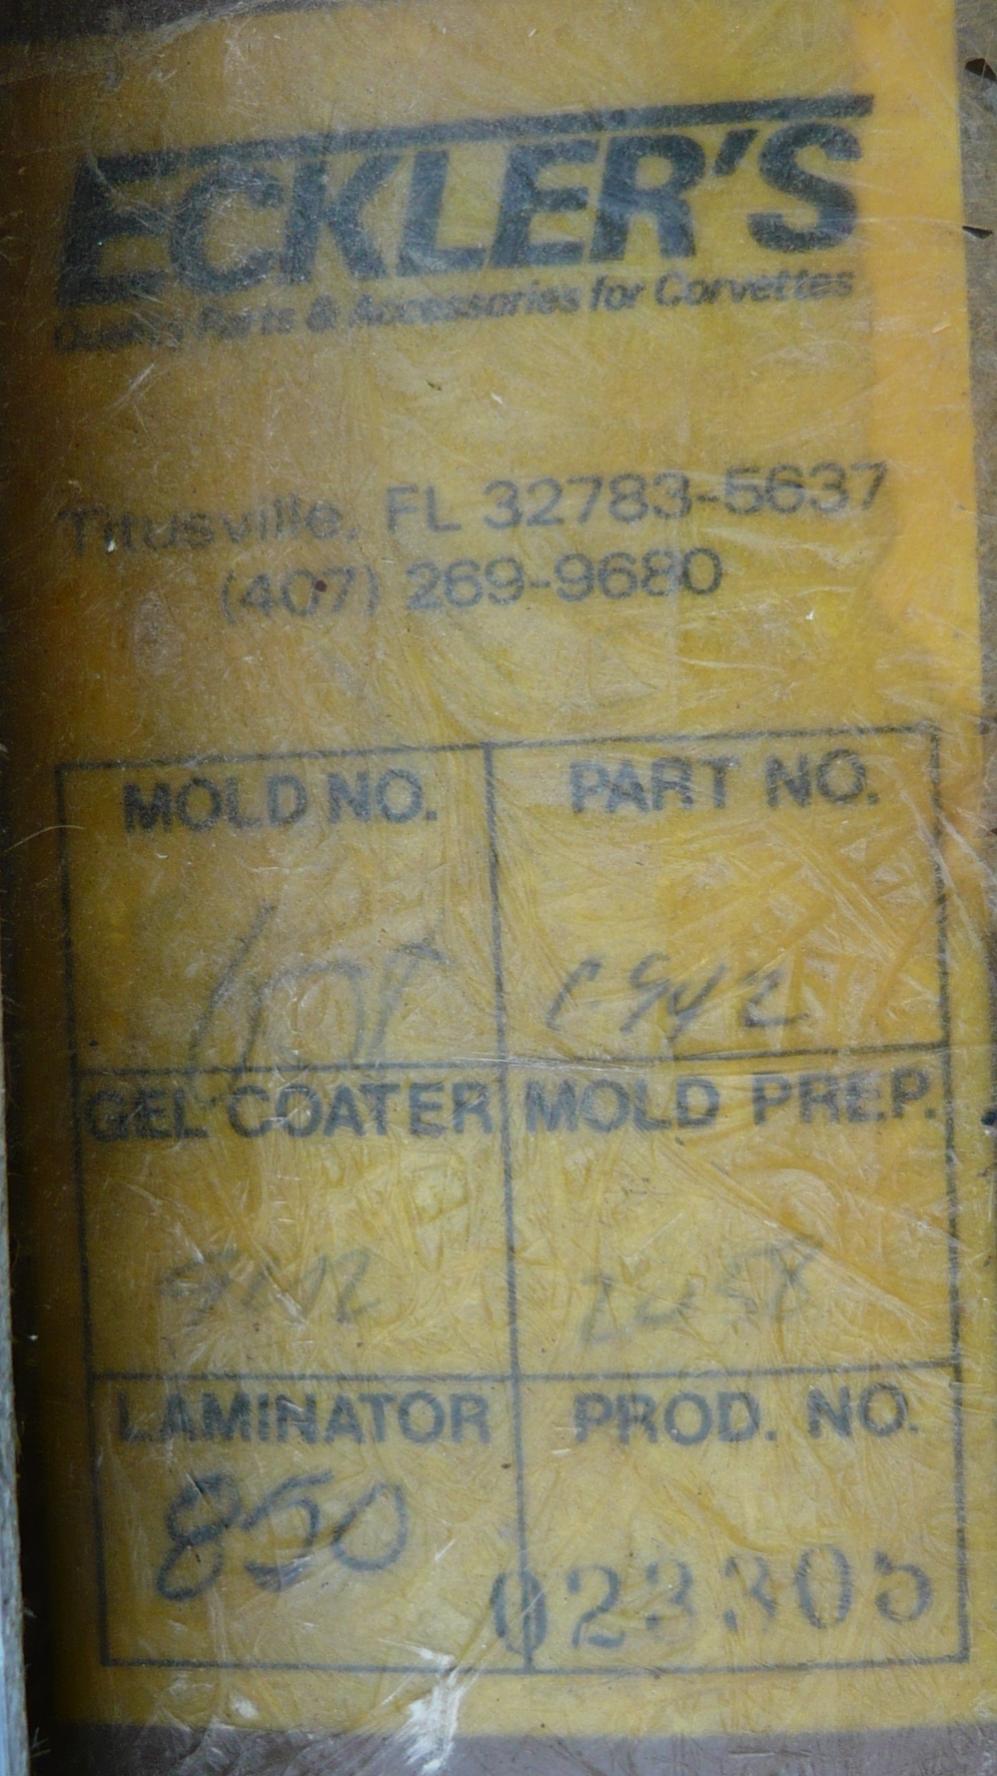 ECKLER'S
Quality Parts & Accessories for Corvettes
Titusville, FL 32783-5637
(407) 269-9680
MOLD NO. PART NO.
GEL COATER MOLD PREP.
LAMINATOR PROD. NO.
850 023305